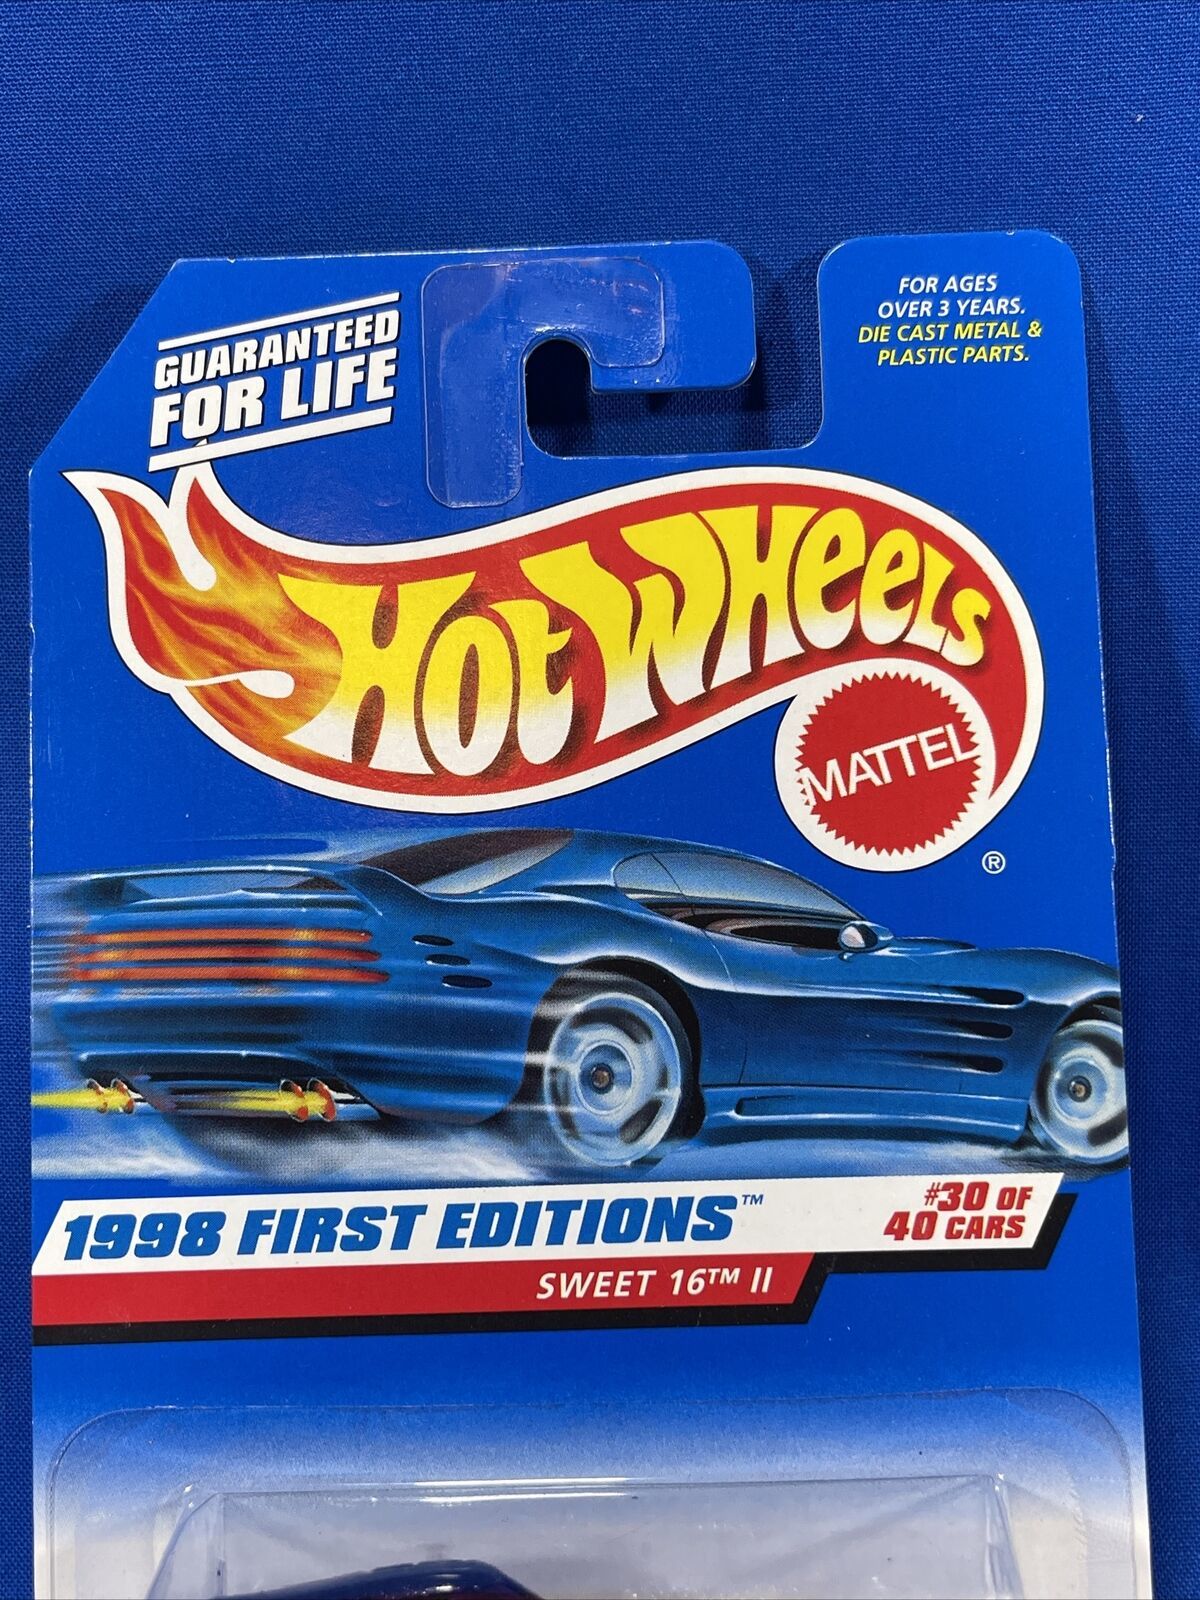 GUARANTEED
FOR LIFE
FOR AGES
OVER 3 YEARS.
DIE CAST METAL &
PLASTIC PARTS.
HOT WHEELS
MATTEL
®
1998 FIRST EDITIONS™
#30 OF
40 CARS
SWEET 16™ II